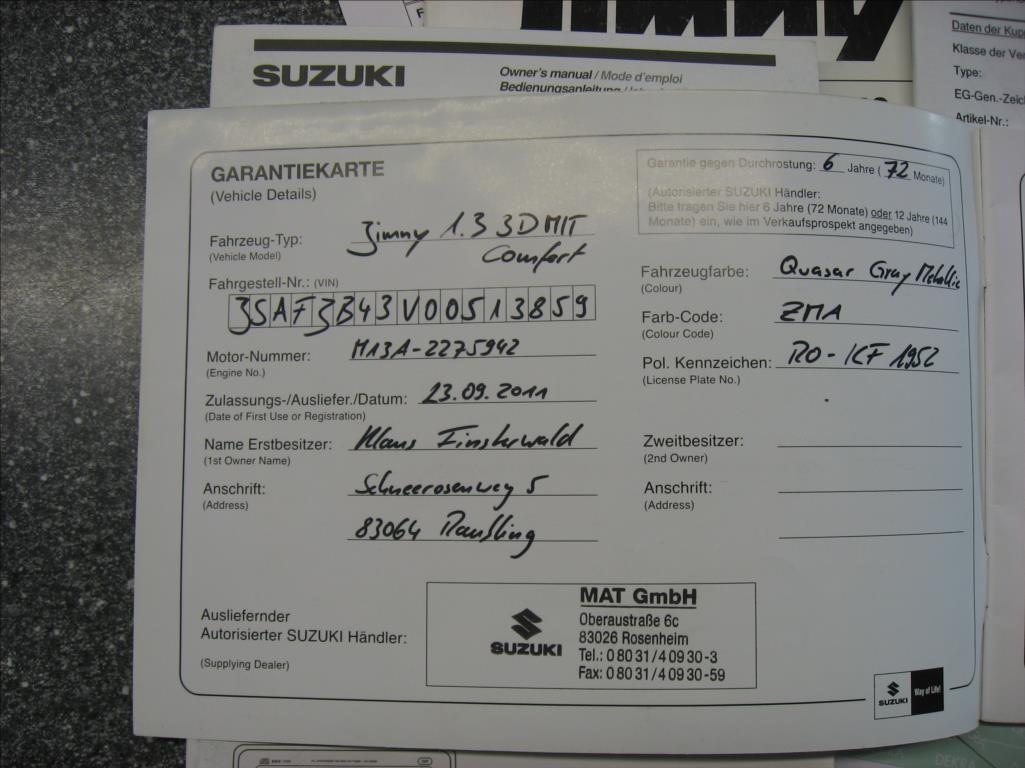 Jimny
SUZUKI
Owner's manual / Mode d'emploi
Bedienungsanleitung /
Daten der Kup
Klasse der Ve
Type:
EG-Gen.-Zeich
Artikel-Nr.:
GARANTIEKARTE
(Vehicle Details)
Garantie gegen Durchrostung: 6 Jahre ( 72 Monate)
(Autorisierter SUZUKI Händler:
Bitte tragen Sie hier 6 Jahre (72 Monate) oder 12 Jahre (144
Monate) ein, wie im Verkaufsprospekt angegeben)
Fahrzeug-Typ: Jimny 1.3 3D MIT
(Vehicle Model) Comfort
Fahrgestell-Nr.: (VIN)
JSAFJB43V00513859
Motor-Nummer: M13A-2275942
(Engine No.)
Zulassungs-/Ausliefer./Datum: 23.09.2011
(Date of First Use or Registration)
Name Erstbesitzer: Klaus Finsterwald
(1st Owner Name)
Anschrift: Schneerosenweg 5
(Address)
83064 Raubling
Fahrzeugfarbe: Quasar Gray Metallic
(Colour)
Farb-Code: ZMA
(Colour Code)
Pol. Kennzeichen: RO-KF 1952
(License Plate No.)
Zweitbesitzer:
(2nd Owner)
Anschrift:
(Address)
Ausliefernder
Autorisierter SUZUKI Händler:
(Supplying Dealer)
SUZUKI
MAT GmbH
Oberaustraße 6c
83026 Rosenheim
Tel.: 0 80 31/4 09 30-3
Fax: 0 80 31/4 09 30-59
SUZUKI
Way of Life!
DEKRA